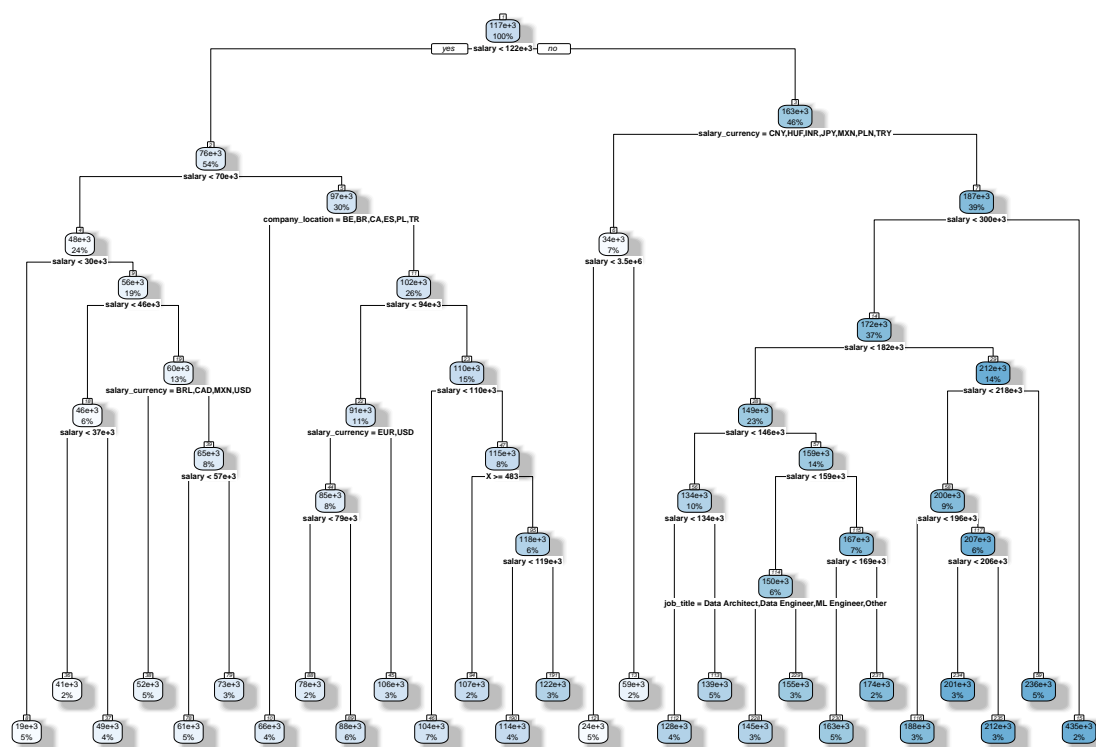 117e+3
100%
yes salary < 122e+3 no
163e+3
46%
salary_currency = CNY,HUF,INR,JPY,MXN,PLN,TRY
76e+3
54%
salary < 70e+3
97e+3
30%
company_location = BE,BR,CA,ES,PL,TR
187e+3
39%
salary < 300e+3
48e+3
24%
salary < 30e+3
34e+3
7%
salary < 3.5e+6
56e+3
19%
salary < 46e+3
102e+3
26%
salary < 94e+3
172e+3
37%
salary < 182e+3
60e+3
13%
salary_currency = BRL,CAD,MXN,USD
110e+3
15%
salary < 110e+3
212e+3
14%
salary < 218e+3
46e+3
6%
salary < 37e+3
91e+3
11%
salary_currency = EUR,USD
149e+3
23%
salary < 146e+3
65e+3
8%
salary < 57e+3
115e+3
8%
X >= 483
159e+3
14%
salary < 159e+3
85e+3
8%
salary < 79e+3
134e+3
10%
salary < 134e+3
200e+3
9%
salary < 196e+3
118e+3
6%
salary < 119e+3
167e+3
7%
salary < 169e+3
207e+3
6%
salary < 206e+3
150e+3
6%
job_title = Data Architect,Data Engineer,ML Engineer,Other
41e+3
2%
52e+3
5%
73e+3
3%
78e+3
2%
106e+3
3%
107e+3
2%
122e+3
3%
59e+3
2%
139e+3
5%
155e+3
3%
174e+3
2%
201e+3
3%
236e+3
5%
19e+3
5%
49e+3
4%
61e+3
5%
66e+3
4%
88e+3
6%
104e+3
7%
114e+3
4%
24e+3
5%
128e+3
4%
145e+3
3%
163e+3
5%
188e+3
3%
212e+3
3%
435e+3
2%